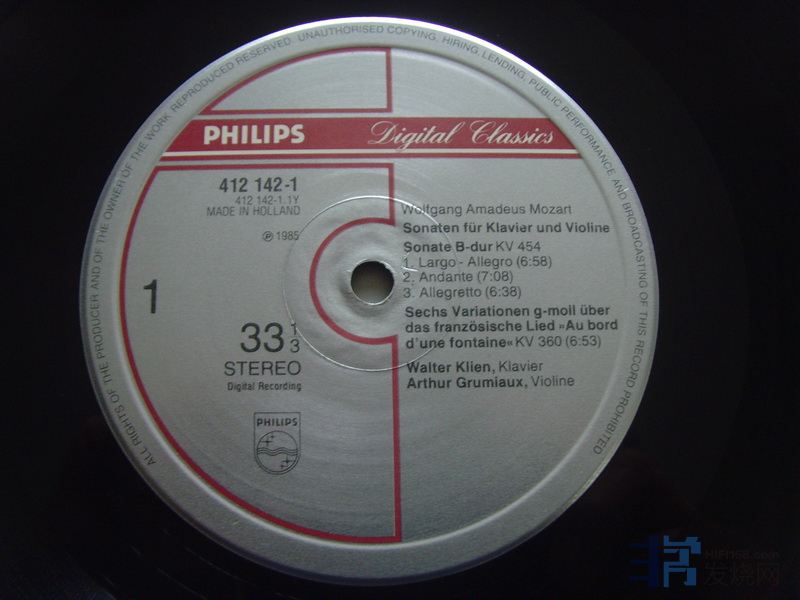 ALL RIGHTS OF THE PRODUCER AND OF THE OWNER OF THE WORK REPRODUCED RESERVED. UNAUTHORISED COPYING, HIRING, LENDING, PUBLIC PERFORMANCE AND BROADCASTING OF THIS RECORD PROHIBITED
PHILIPS Digital Classics
412 142-1
412 142-1.1Y
MADE IN HOLLAND
℗ 1985
1
33 1/3
STEREO
Digital Recording
PHILIPS
Wolfgang Amadeus Mozart
Sonaten für Klavier und Violine
Sonate B-dur KV 454
1. Largo - Allegro (6:58)
2. Andante (7:08)
3. Allegretto (6:38)
Sechs Variationen g-moll über
das französische Lied »Au bord
d'une fontaine« KV 360 (6:53)
Walter Klien, Klavier
Arthur Grumiaux, Violine
HIFI168.com
发烧网